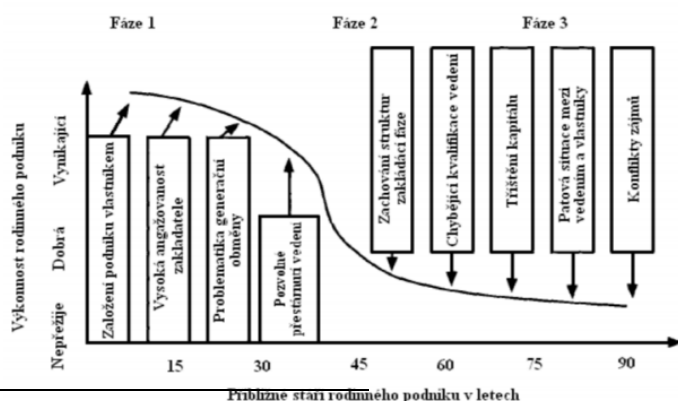 Fáze 1
Fáze 2
Fáze 3
Výkonnost rodinného podniku
Vynikající
Dobrá
Nepřežije
Založení podniku vlastníkem
Vysoká angažovanost
zakladatele
Problematika generační
obměny
Pozvolné
přestárnutí vedení
Zachování struktur
zakládácí fáze
Chybějící kvalifikace vedení
Tříštění kapitálu
Patová situace mezi
vedením a vlastníky
Konflikty zájmů
15
30
45
60
75
90
Přibližné stáří rodinného podniku v letech